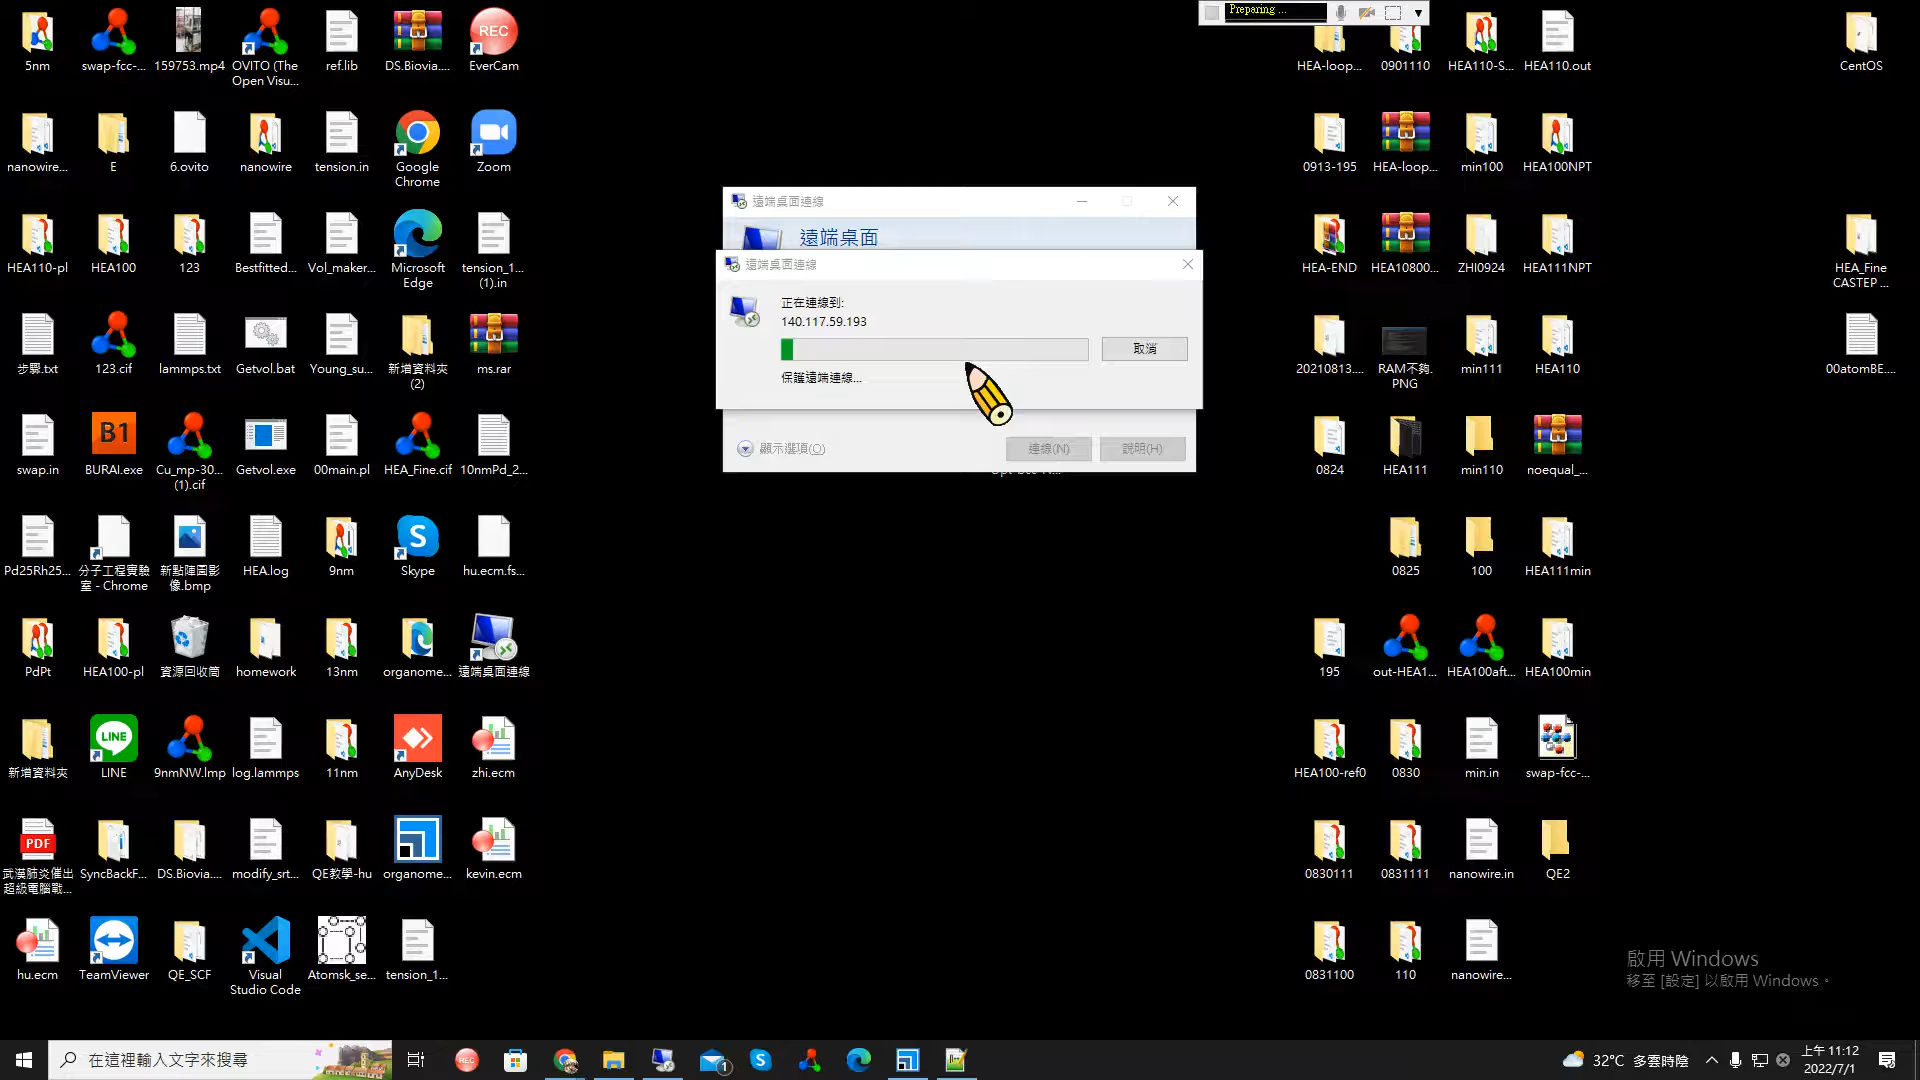 Preparing ...
5nm
swap-fcc-...
159753.mp4
OVITO (The
Open Visu...
ref.lib
DS.Biovia....
REC
EverCam
HEA-loop...
0901110
HEA110-S...
HEA110.out
CentOS
nanowire...
E
6.ovito
nanowire
tension.in
Google
Chrome
Zoom
0913-195
HEA-loop...
min100
HEA100NPT
遠端桌面連線
遠端桌面
HEA110-pl
HEA100
123
Bestfitted...
Vol_maker...
Microsoft
Edge
tension_1...
(1).in
HEA-END
HEA10800...
ZHI0924
HEA111NPT
HEA_Fine
CASTEP ...
遠端桌面連線
正在連線到:
140.117.59.193
取消
保護遠端連線...
顯示選項(O)
連線(N)
說明(H)
步驟.txt
123.cif
lammps.txt
Getvol.bat
Young_su...
新增資料夾
(2)
ms.rar
20210813....
RAM不夠.
PNG
min111
HEA110
00atomBE....
swap.in
B1
BURAI.exe
Cu_mp-30...
(1).cif
Getvol.exe
00main.pl
HEA_Fine.cif
10nmPd_2...
0824
HEA111
min110
noequal_...
Pd25Rh25...
分子工程實驗
室 - Chrome
新點陣圖影
像.bmp
HEA.log
9nm
Skype
hu.ecm.fs...
0825
100
HEA111min
PdPt
HEA100-pl
資源回收筒
homework
13nm
organome...
遠端桌面連線
195
out-HEA1...
HEA100aft...
HEA100min
新增資料夾
LINE
LINE
9nmNW.lmp
log.lammps
11nm
AnyDesk
zhi.ecm
HEA100-ref0
0830
min.in
swap-fcc-...
PDF
武漢肺炎催出
超級電腦戰...
SyncBackF...
DS.Biovia....
modify_srt...
QE教學-hu
organome...
kevin.ecm
0830111
0831111
nanowire.in
QE2
hu.ecm
TeamViewer
QE_SCF
Visual
Studio Code
Atomsk_se...
tension_1...
0831100
110
nanowire...
啟用 Windows
移至 [設定] 以啟用 Windows。
在這裡輸入文字來搜尋
REC
1
32°C 多雲時陰
上午 11:12
2022/7/1